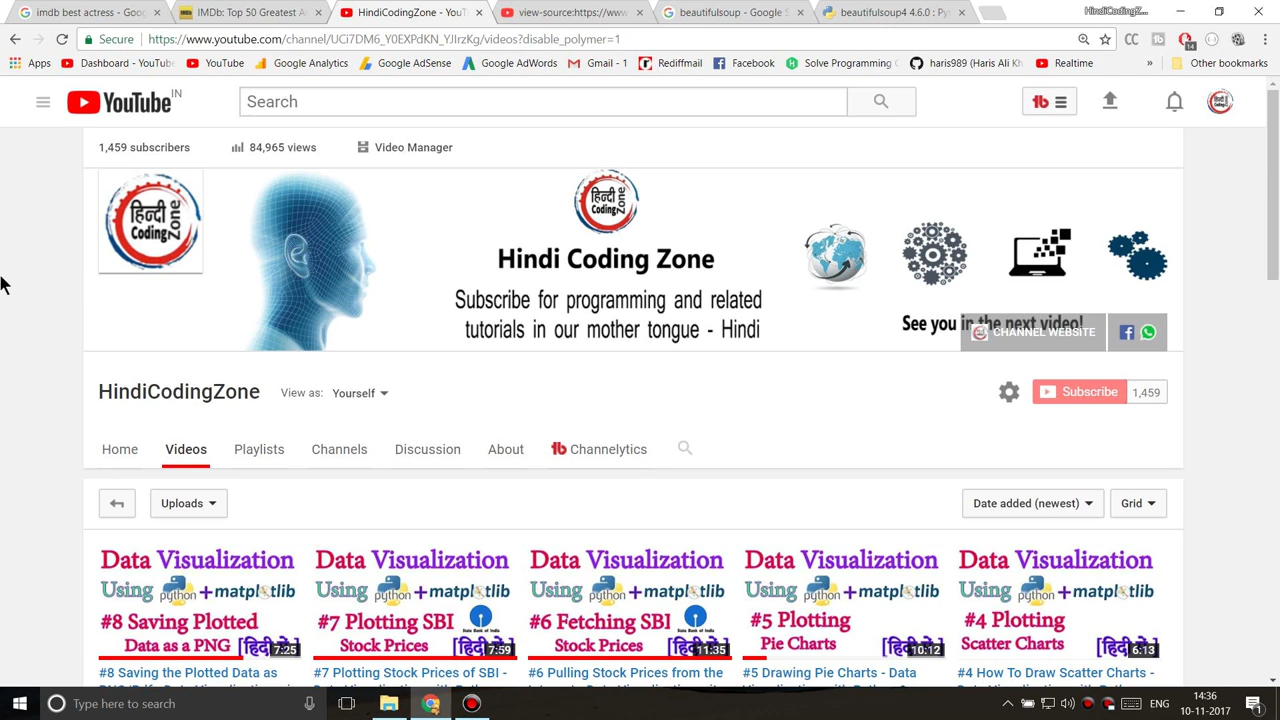 imdb best actress - Goo
IMDb: Top 50 Greatest A
HindiCodingZone - YouT
view-source:https://www
beautifulsoup - Google S
beautifulsoup4 4.6.0 : Py
HindiCodingZ...
Secure
https://www.youtube.com/channel/UCi7DM6_Y0EXPdKN_YJIrzKg/videos?disable_polymer=1
14
Apps
Dashboard - YouTube
YouTube
Google Analytics
Google AdSense
Google AdWords
Gmail - 1
Rediffmail
Facebook
Solve Programming C
haris989 (Haris Ali Kh
Realtime
»
Other bookmarks
YouTube IN
Search
1,459 subscribers
84,965 views
Video Manager
हिन्दी
Coding
Zone
हिन्दी
Coding
Zone
Hindi Coding Zone
Subscribe for programming and related
tutorials in our mother tongue - Hindi
See you in the next video!
CHANNEL WEBSITE
HindiCodingZone
View as: Yourself
Subscribe 1,459
Home
Videos
Playlists
Channels
Discussion
About
Channelytics
Uploads
Date added (newest)
Grid
Data Visualization
Using python +matplotlib
#8 Saving Plotted
Data as a PNG [हिंदी में]
7:25
#8 Saving the Plotted Data as
Data Visualization
Using python +matplotlib
#7 Plotting SBI
Stock Prices [हिंदी में]
7:59
#7 Plotting Stock Prices of SBI -
Data Visualization
Using python +matplotlib
#6 Fetching SBI
Stock Prices [हिंदी में]
11:35
#6 Pulling Stock Prices from the
Data Visualization
Using python +matplotlib
#5 Plotting
Pie Charts [हिंदी में]
10:12
#5 Drawing Pie Charts - Data
Data Visualization
Using python +matplotlib
#4 Plotting
Scatter Charts [हिंदी में]
6:13
#4 How To Draw Scatter Charts -
Type here to search
ENG
14:36
10-11-2017